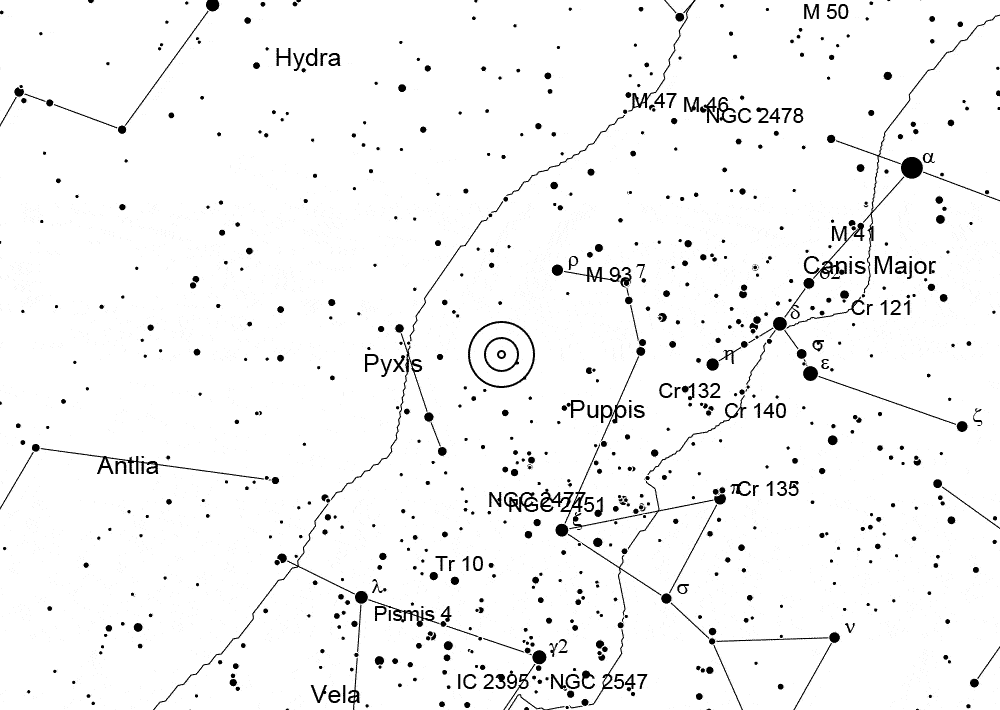 M 50
Hydra
M 47
M 46
NGC 2478
α
M 41
ρ
M 93
Canis Major
ο2
Cr 121
δ
Pyxis
η
σ
ε
Cr 132
Puppis
Cr 140
ζ
Antlia
π
Cr 135
NGC 2477
NGC 2451
ζ
Tr 10
λ
σ
Pismis 4
ν
γ2
IC 2395
NGC 2547
Vela